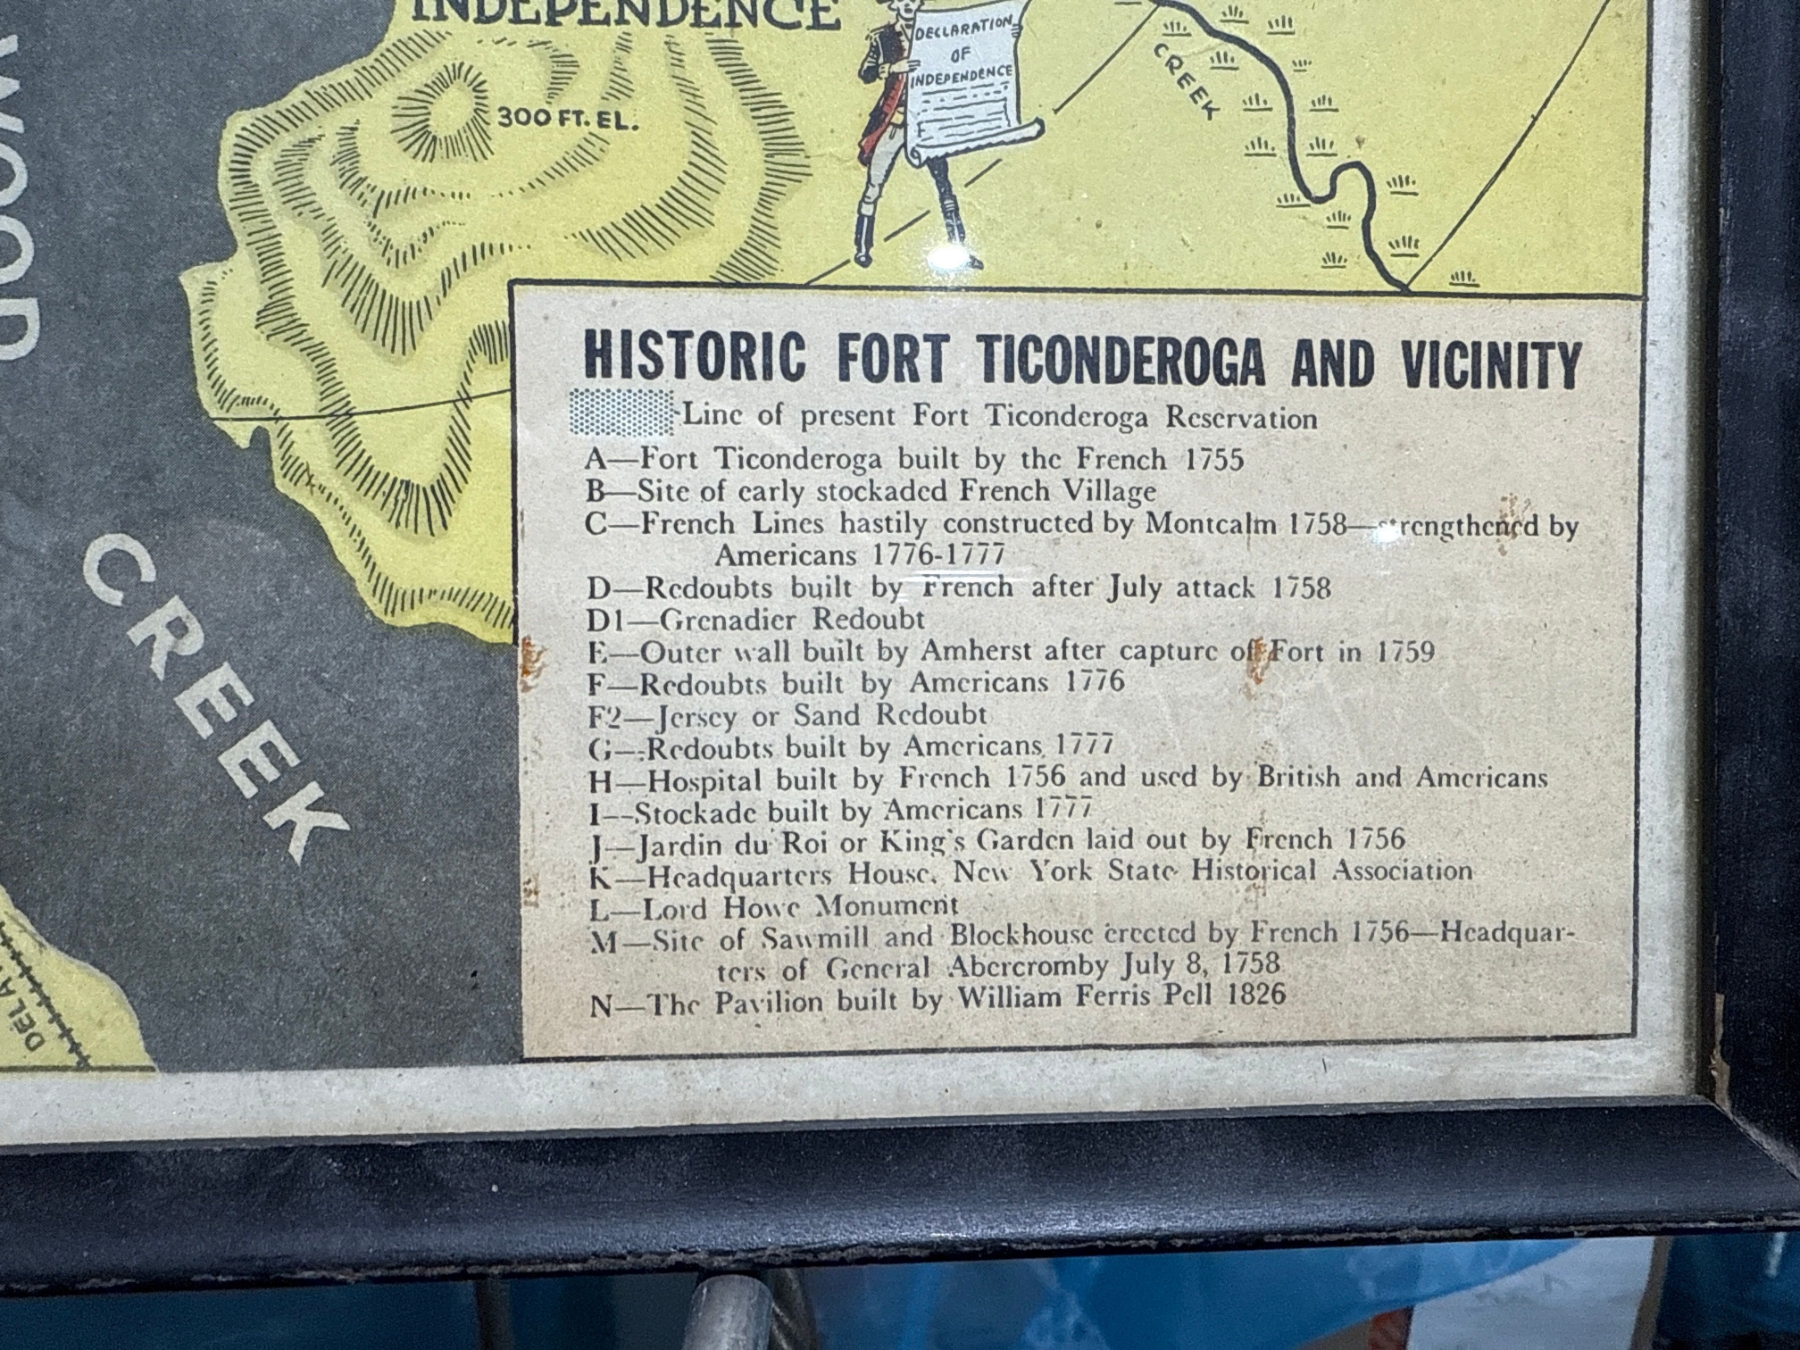 INDEPENDENCE
DECLARATION
OF
INDEPENDENCE
CREEK
300 FT. EL.
WOOD
CREEK
HISTORIC FORT TICONDEROGA AND VICINITY
-Line of present Fort Ticonderoga Reservation
A—Fort Ticonderoga built by the French 1755
B—Site of early stockaded French Village
C—French Lines hastily constructed by Montcalm 1758—strengthened by
Americans 1776-1777
D—Redoubts built by French after July attack 1758
D1—Grenadier Redoubt
E—Outer wall built by Amherst after capture of Fort in 1759
F—Redoubts built by Americans 1776
F2—Jersey or Sand Redoubt
G—Redoubts built by Americans 1777
H—Hospital built by French 1756 and used by British and Americans
I—Stockade built by Americans 1777
J—Jardin du Roi or King's Garden laid out by French 1756
K—Headquarters House, New York State Historical Association
L—Lord Howe Monument
M—Site of Sawmill and Blockhouse erected by French 1756—Headquar-
ters of General Abercromby July 8, 1758
N—The Pavilion built by William Ferris Pell 1826